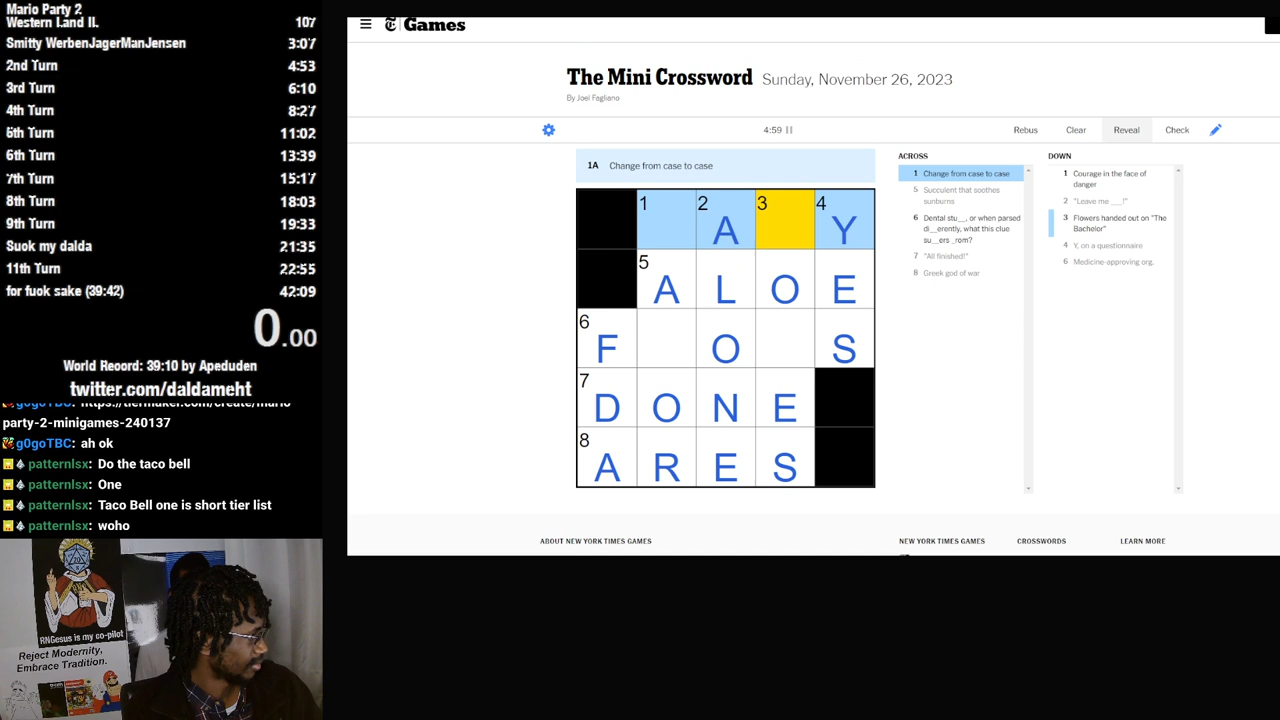 Mario Party 2
Western Land II. 107
Smitty WerbenJagerManJensen 3:07
2nd Turn 4:53
3rd Turn 6:10
4th Turn 8:27
5th Turn 11:02
6th Turn 13:39
7th Turn 15:17
8th Turn 18:03
9th Turn 19:33
Suok my dalda 21:35
11th Turn 22:55
for fuok sake (39:42) 42:09
0.00
World Reoord: 39:10 by Apeduden
twitter.com/daldameht
g0goTBC: https://tiermaker.com/create/mario-
party-2-minigames-240137
g0goTBC: ah ok
patternlsx: Do the taco bell
patternlsx: One
patternlsx: Taco Bell one is short tier list
patternlsx: woho
RNGesus is my co-pilot
Reject Modernity,
Embrace Tradition.
Games
The Mini Crossword Sunday, November 26, 2023
By Joel Fagliano
4:59
Rebus Clear Reveal Check
1A Change from case to case
1 2 A 3 4 Y
5 A L O E
6 F O S
7 D O N E
8 A R E S
ACROSS
1 Change from case to case
5 Succulent that soothes
sunburns
6 Dental stu__, or when parsed
di__erently, what this clue
su__ers _rom?
7 "All finished!"
8 Greek god of war
DOWN
1 Courage in the face of
danger
2 "Leave me ___!"
3 Flowers handed out on "The
Bachelor"
4 Y, on a questionnaire
6 Medicine-approving org.
ABOUT NEW YORK TIMES GAMES
NEW YORK TIMES GAMES
CROSSWORDS
LEARN MORE